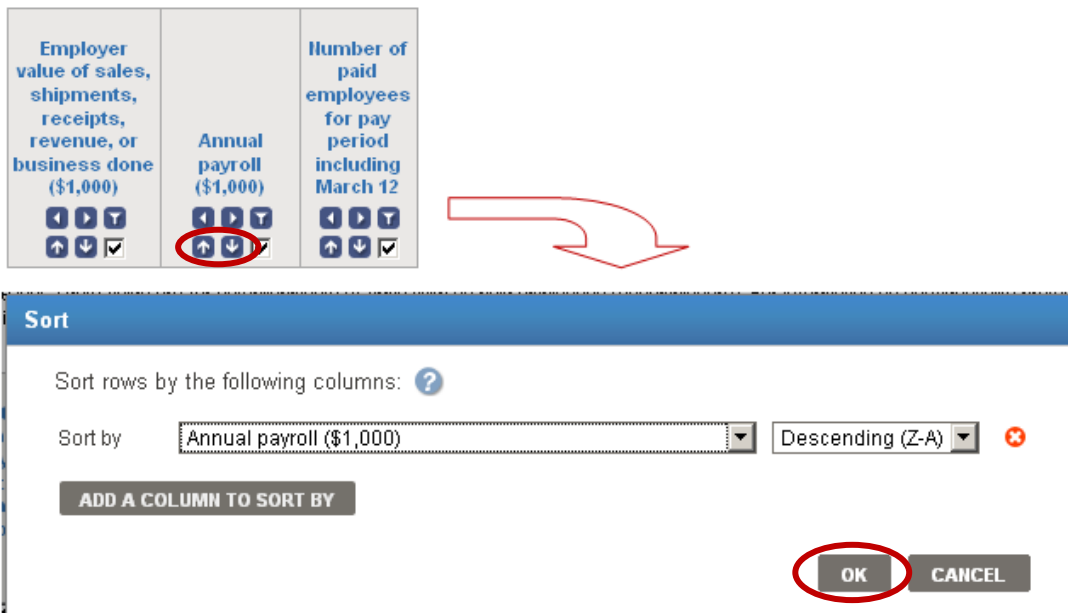 Employer
value of sales,
shipments,
receipts,
revenue, or
business done
($1,000)
Annual
payroll
($1,000)
Number of
paid
employees
for pay
period
including
March 12
Sort
Sort rows by the following columns: ?
Sort by Annual payroll ($1,000) Descending (Z-A)
ADD A COLUMN TO SORT BY
OK CANCEL